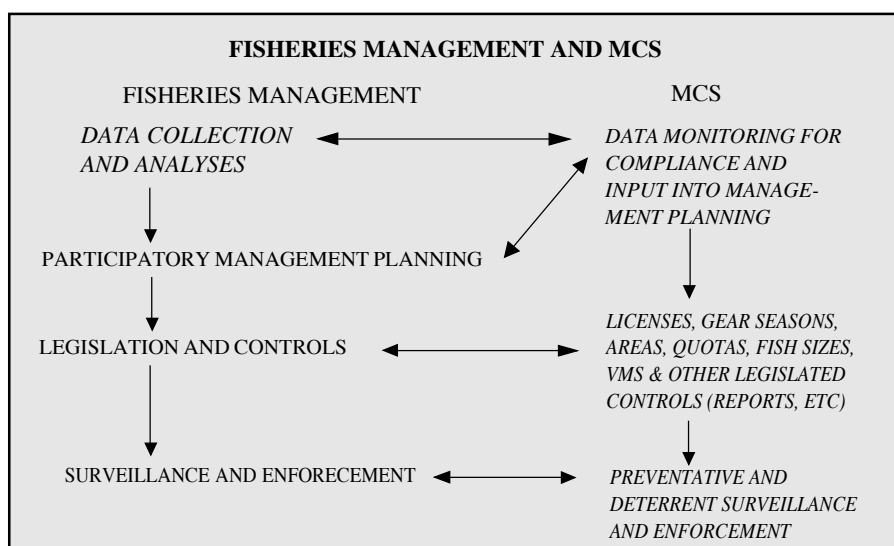 FISHERIES MANAGEMENT AND MCS
FISHERIES MANAGEMENT
MCS
DATA COLLECTION
AND ANALYSES
DATA MONITORING FOR
COMPLIANCE AND
INPUT INTO MANAGE-
MENT PLANNING
PARTICIPATORY MANAGEMENT PLANNING
LEGISLATION AND CONTROLS
LICENSES, GEAR SEASONS,
AREAS, QUOTAS, FISH SIZES,
VMS & OTHER LEGISLATED
CONTROLS (REPORTS, ETC)
SURVEILLANCE AND ENFORECEMENT
PREVENTATIVE AND
DETERRENT SURVEILLANCE
AND ENFORCEMENT